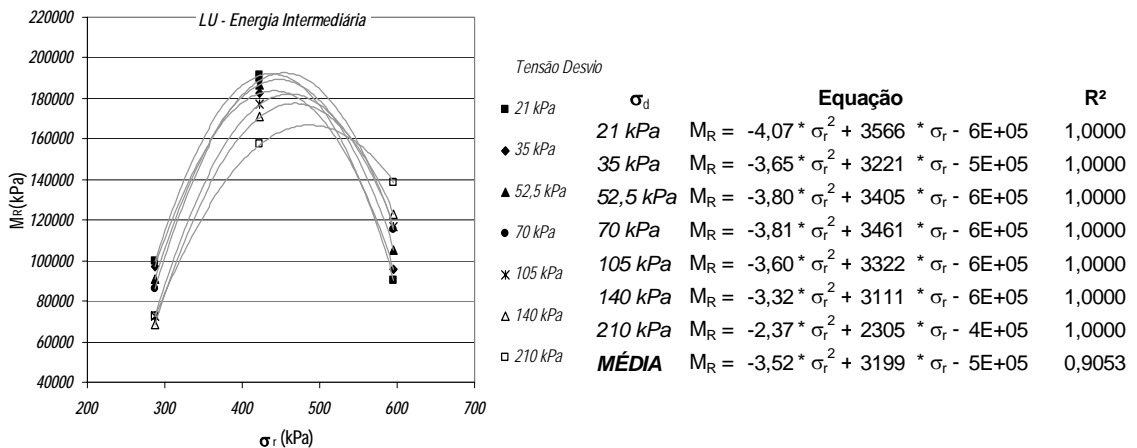 LU - Energia Intermediária
220000
200000
180000
160000
140000
120000
100000
80000
60000
40000
MR(kPa)
200 300 400 500 600 700
σr (kPa)
Tensão Desvio
21 kPa
35 kPa
52,5 kPa
70 kPa
105 kPa
140 kPa
210 kPa
σd Equação R²
21 kPa MR = -4,07 * σr² + 3566 * σr - 6E+05 1,0000
35 kPa MR = -3,65 * σr² + 3221 * σr - 5E+05 1,0000
52,5 kPa MR = -3,80 * σr² + 3405 * σr - 6E+05 1,0000
70 kPa MR = -3,81 * σr² + 3461 * σr - 6E+05 1,0000
105 kPa MR = -3,60 * σr² + 3322 * σr - 6E+05 1,0000
140 kPa MR = -3,32 * σr² + 3111 * σr - 6E+05 1,0000
210 kPa MR = -2,37 * σr² + 2305 * σr - 4E+05 1,0000
MÉDIA MR = -3,52 * σr² + 3199 * σr - 5E+05 0,9053